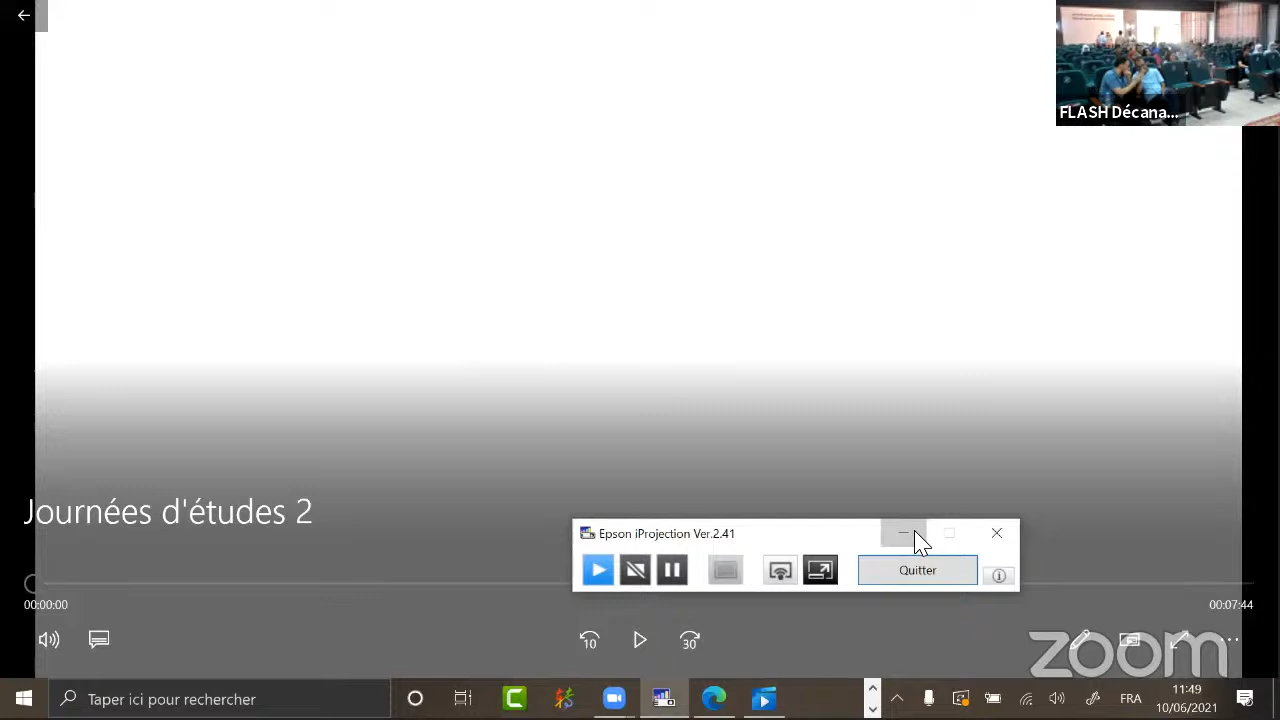 FLASH Décana...
Journées d'études 2
Epson iProjection Ver.2.41
Quitter
00:00:00
00:07:44
10
30
zoom
Taper ici pour rechercher
FRA
11:49
10/06/2021